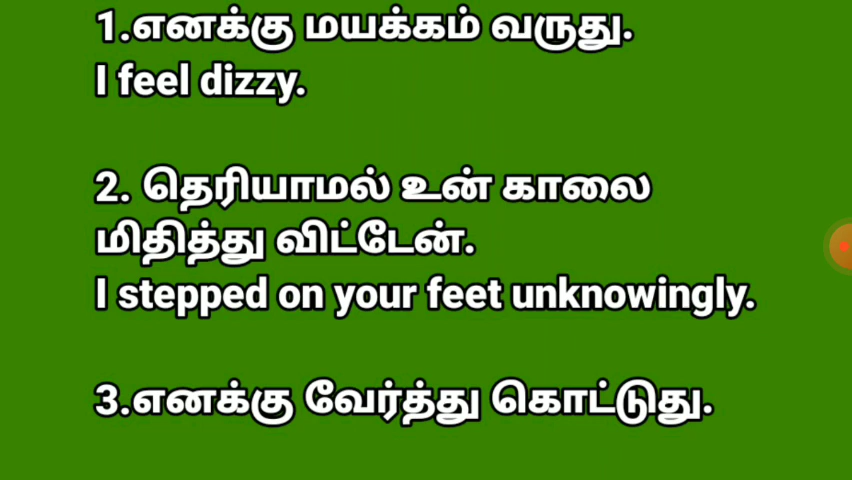 1.எனக்கு மயக்கம் வருது.
I feel dizzy.
2. தெரியாமல் உன் காலை
மிதித்து விட்டேன்.
I stepped on your feet unknowingly.
3.எனக்கு வேர்த்து கொட்டுது.